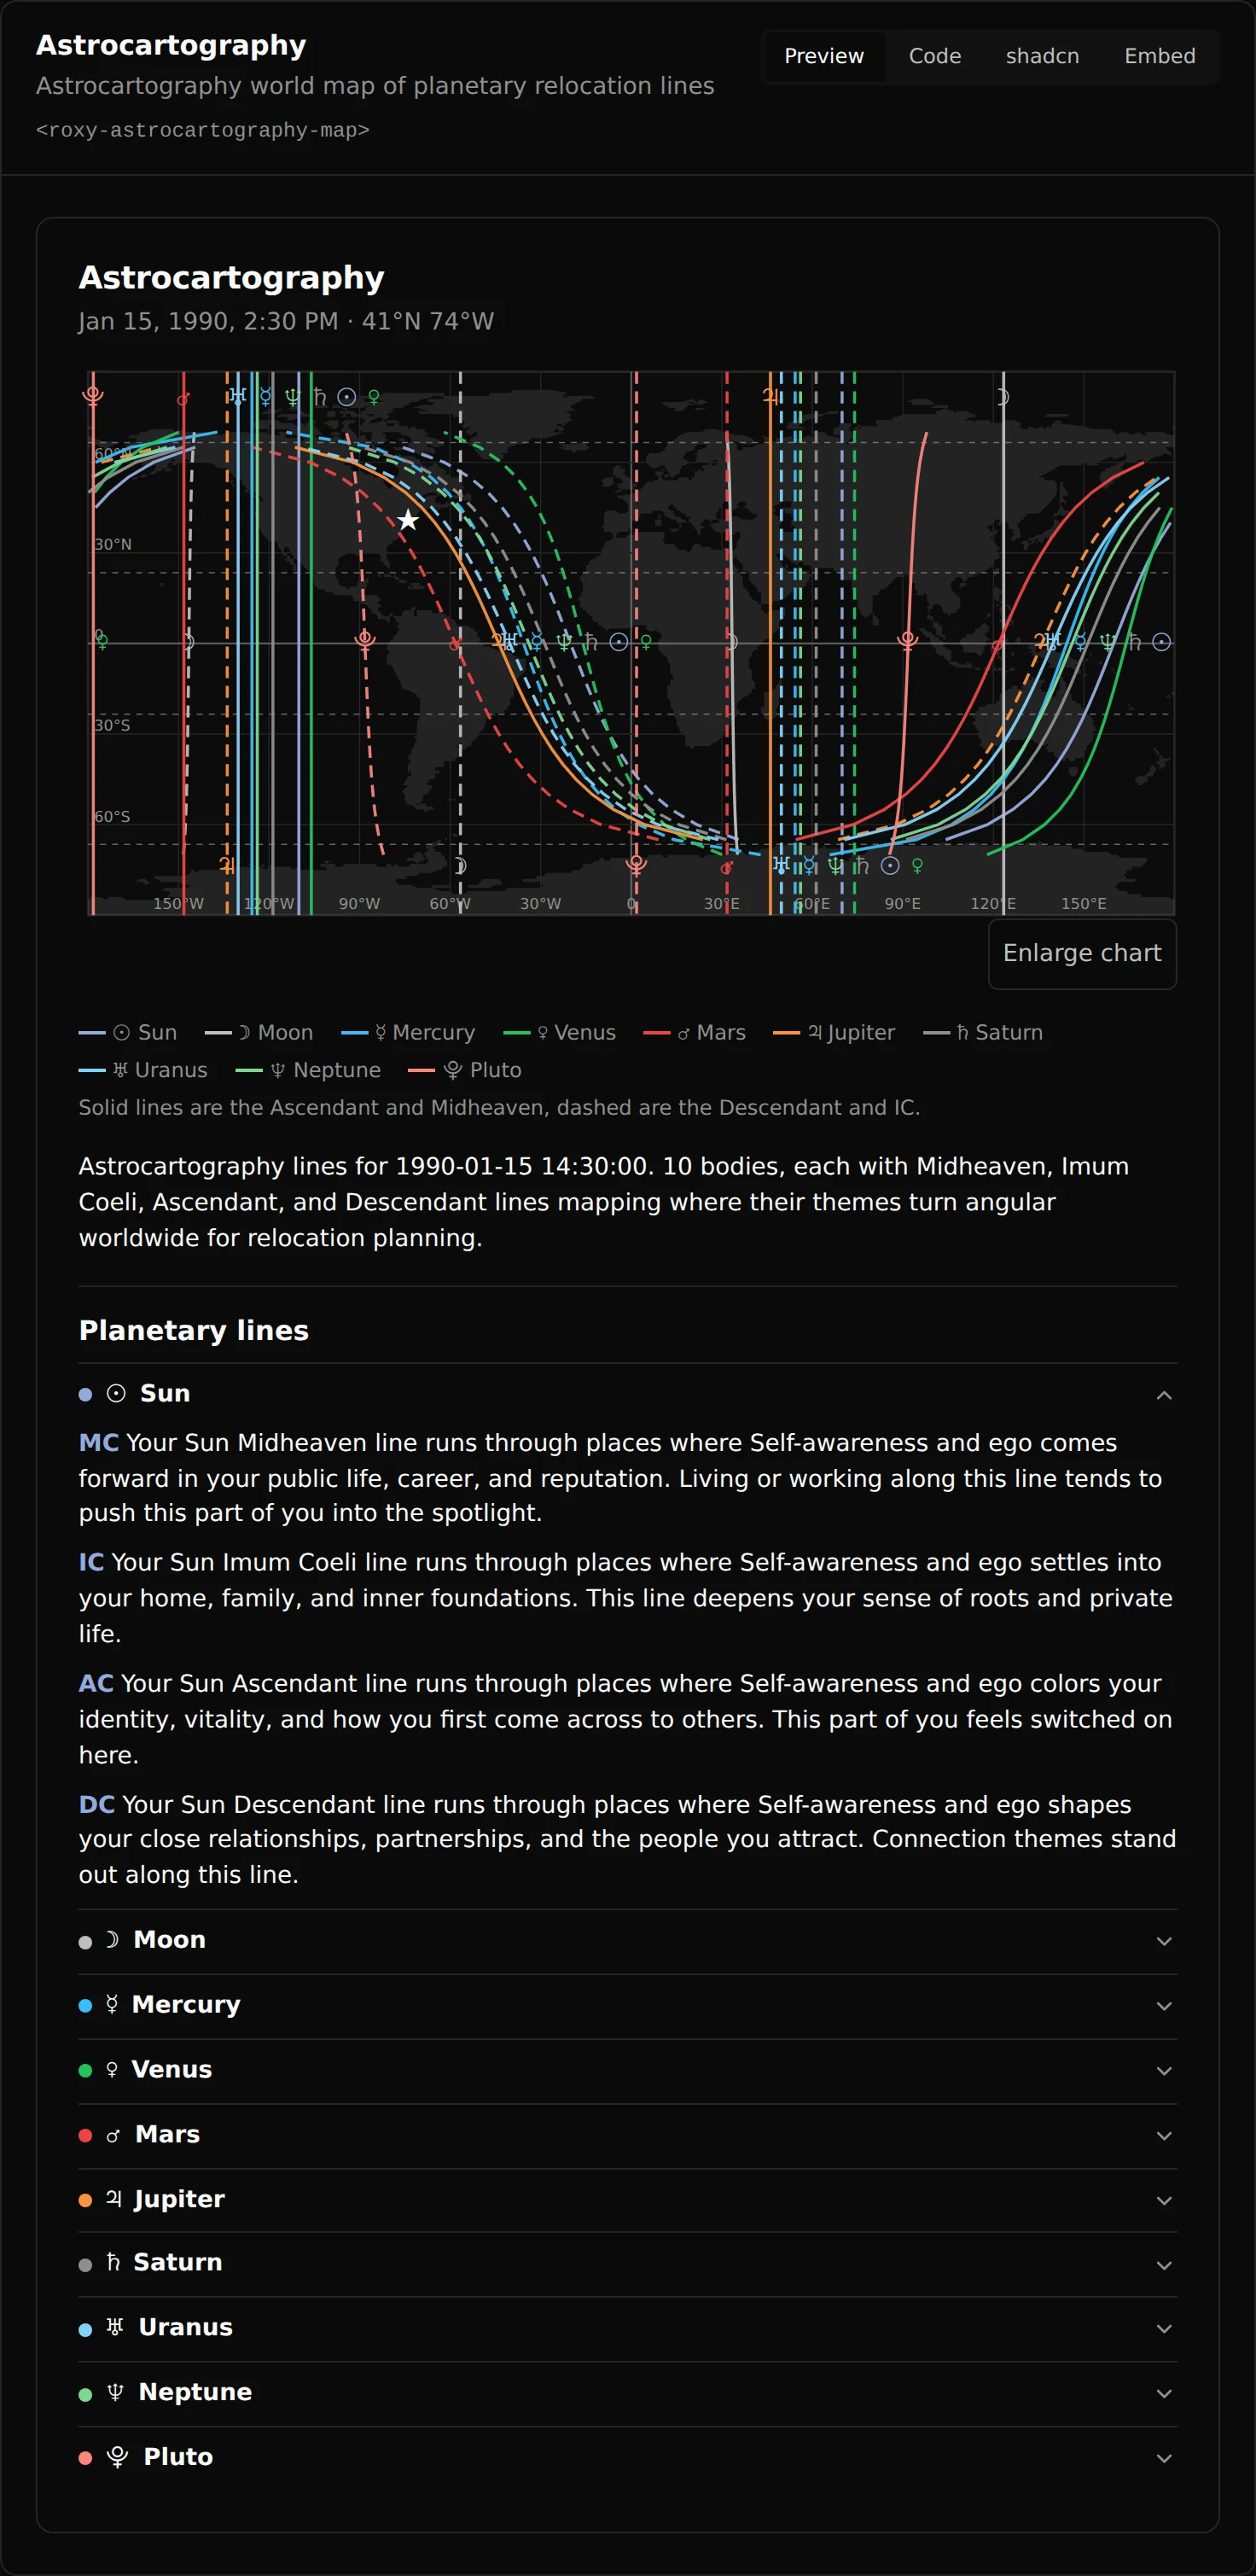 Astrocartography
Astrocartography world map of planetary relocation lines
<roxy-astrocartography-map>
Preview
Code
shadcn
Embed
Astrocartography
Jan 15, 1990, 2:30 PM · 41°N 74°W
♇ ♂ ♅ ☿ ♆ ♄ ☉ ♀ ♃ ☽
60°N
30°N
0
♀ ☽ ♇ ♂ ♃ ♅ ☿ ♆ ♄ ☉ ♀ ☽ ♇ ♂ ♃ ♅ ☿ ♆ ♄ ☉
30°S
60°S
♃ ☽ ♇ ♂ ♅ ☿ ♆ ♄ ☉ ♀
150°W 120°W 90°W 60°W 30°W 0 30°E 60°E 90°E 120°E 150°E
Enlarge chart
☉ Sun ☽ Moon ☿ Mercury ♀ Venus ♂ Mars ♃ Jupiter ♄ Saturn
♅ Uranus ♆ Neptune ♇ Pluto
Solid lines are the Ascendant and Midheaven, dashed are the Descendant and IC.
Astrocartography lines for 1990-01-15 14:30:00. 10 bodies, each with Midheaven, Imum
Coeli, Ascendant, and Descendant lines mapping where their themes turn angular
worldwide for relocation planning.
Planetary lines
☉ Sun
MC Your Sun Midheaven line runs through places where Self-awareness and ego comes
forward in your public life, career, and reputation. Living or working along this line tends to
push this part of you into the spotlight.
IC Your Sun Imum Coeli line runs through places where Self-awareness and ego settles into
your home, family, and inner foundations. This line deepens your sense of roots and private
life.
AC Your Sun Ascendant line runs through places where Self-awareness and ego colors your
identity, vitality, and how you first come across to others. This part of you feels switched on
here.
DC Your Sun Descendant line runs through places where Self-awareness and ego shapes
your close relationships, partnerships, and the people you attract. Connection themes stand
out along this line.
☽ Moon
☿ Mercury
♀ Venus
♂ Mars
♃ Jupiter
♄ Saturn
♅ Uranus
♆ Neptune
♇ Pluto